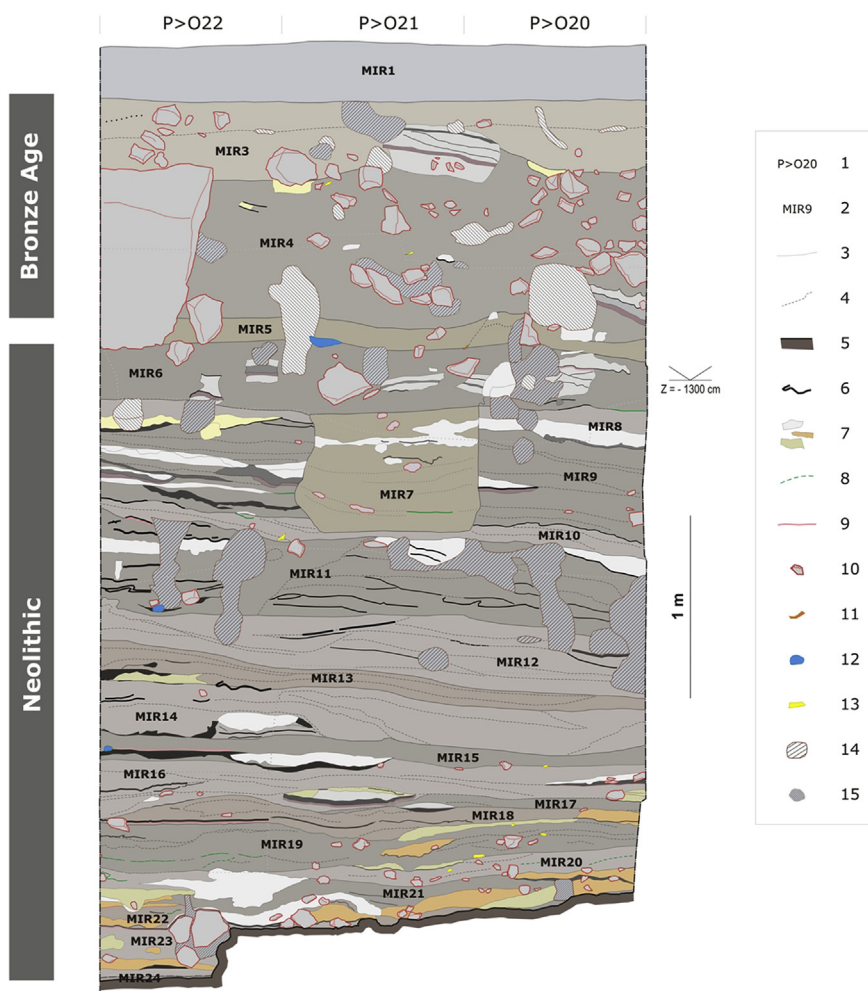 P>O22 P>O21 P>O20
MIR1
Bronze Age
MIR3
MIR4
MIR5
MIR6
Z = - 1300 cm
Neolithic
MIR8
MIR9
MIR7
MIR10
MIR11
1 m
MIR12
MIR13
MIR14
MIR15
MIR16
MIR17
MIR18
MIR19
MIR20
MIR21
MIR22
MIR23
MIR24
P>O20 1
MIR9 2
3
4
5
6
7
8
9
10
11
12
13
14
15